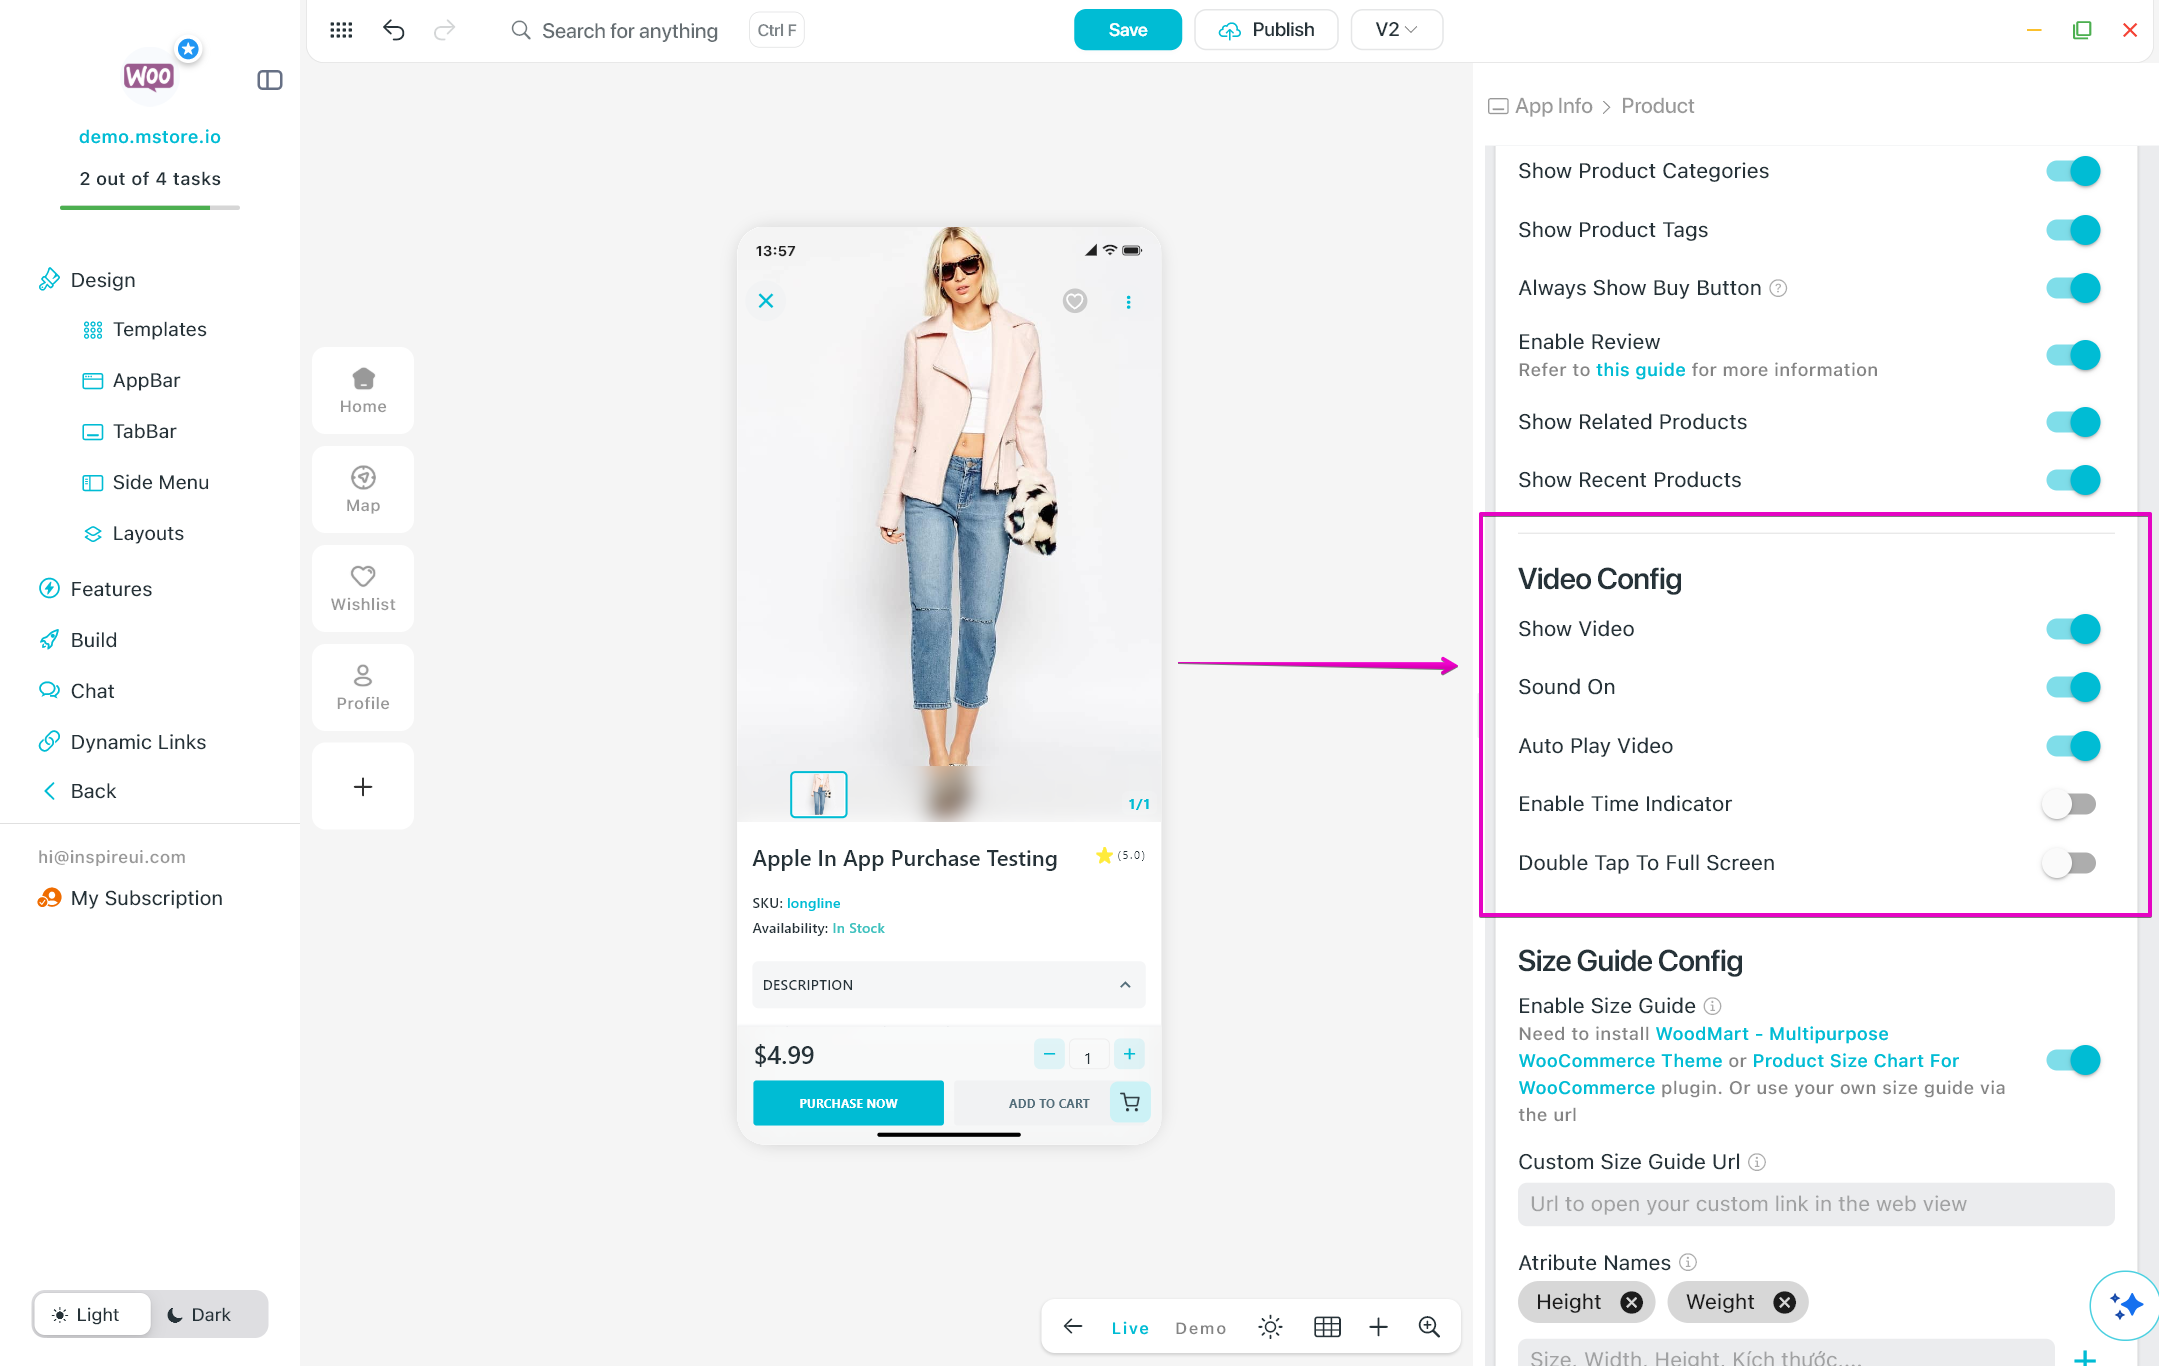 WOO
demo.mstore.io
2 out of 4 tasks
Design
Templates
AppBar
TabBar
Side Menu
Layouts
Features
Build
Chat
Dynamic Links
Back
hi@inspireui.com
My Subscription
Light
Dark
Search for anything
Ctrl F
Save
Publish
V2
Home
Map
Wishlist
Profile
13:57
1/1
Apple In App Purchase Testing
(5.0)
SKU: longline
Availability: In Stock
DESCRIPTION
$4.99
1
PURCHASE NOW
ADD TO CART
Live
Demo
App Info > Product
Show Product Categories
Show Product Tags
Always Show Buy Button
Enable Review
Refer to this guide for more information
Show Related Products
Show Recent Products
Video Config
Show Video
Sound On
Auto Play Video
Enable Time Indicator
Double Tap To Full Screen
Size Guide Config
Enable Size Guide
Need to install WoodMart - Multipurpose
WooCommerce Theme or Product Size Chart For
WooCommerce plugin. Or use your own size guide via
the url
Custom Size Guide Url
Url to open your custom link in the web view
Atribute Names
Height
Weight
Size, Width, Height, Kích thước,...